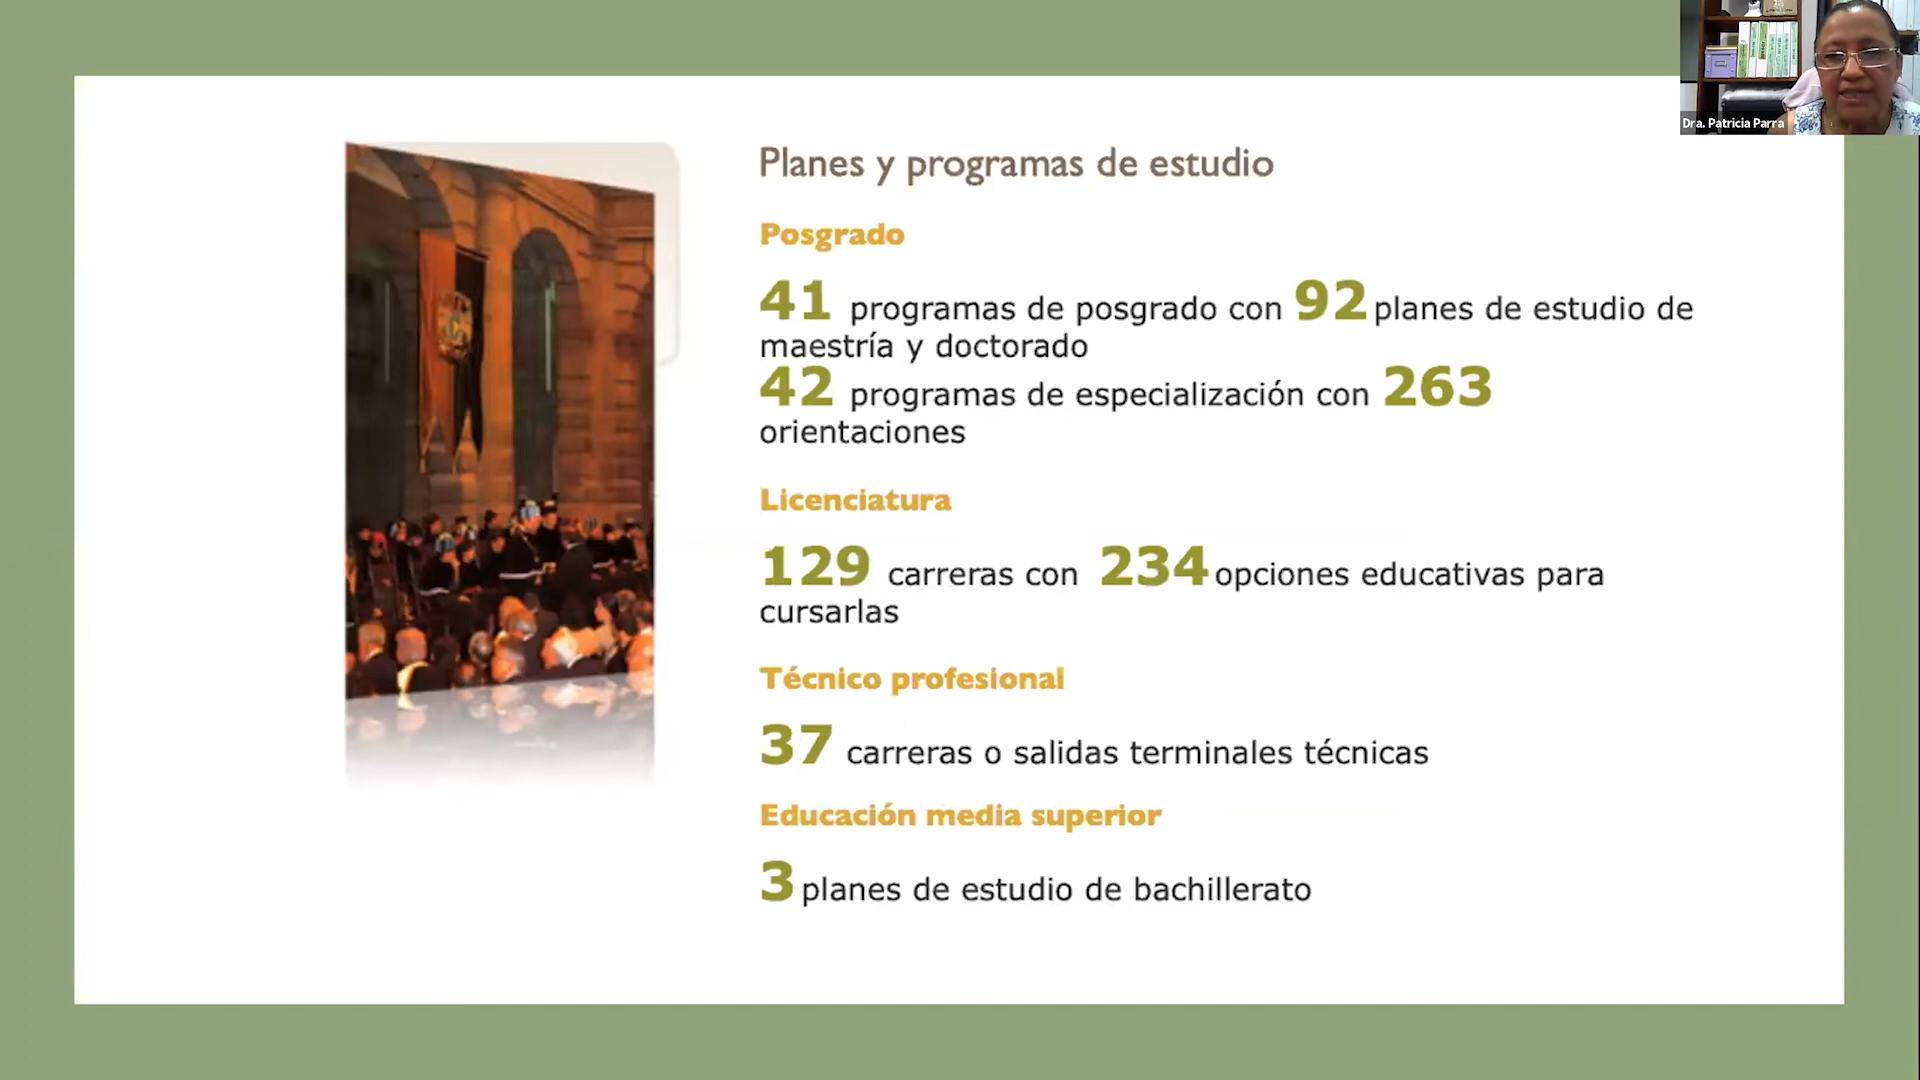 Dra. Patricia Parra
Planes y programas de estudio
Posgrado
41 programas de posgrado con 92 planes de estudio de
maestría y doctorado
42 programas de especialización con 263
orientaciones
Licenciatura
129 carreras con 234 opciones educativas para
cursarlas
Técnico profesional
37 carreras o salidas terminales técnicas
Educación media superior
3 planes de estudio de bachillerato